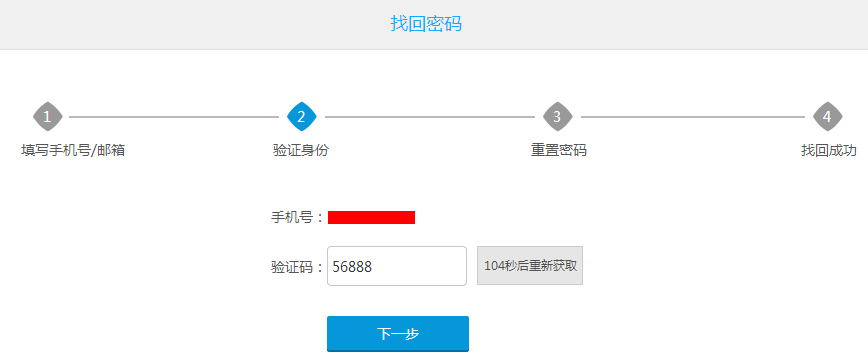 找回密码
1 2 3 4
填写手机号/邮箱 验证身份 重置密码 找回成功
手机号：
验证码：56888 104秒后重新获取
下一步